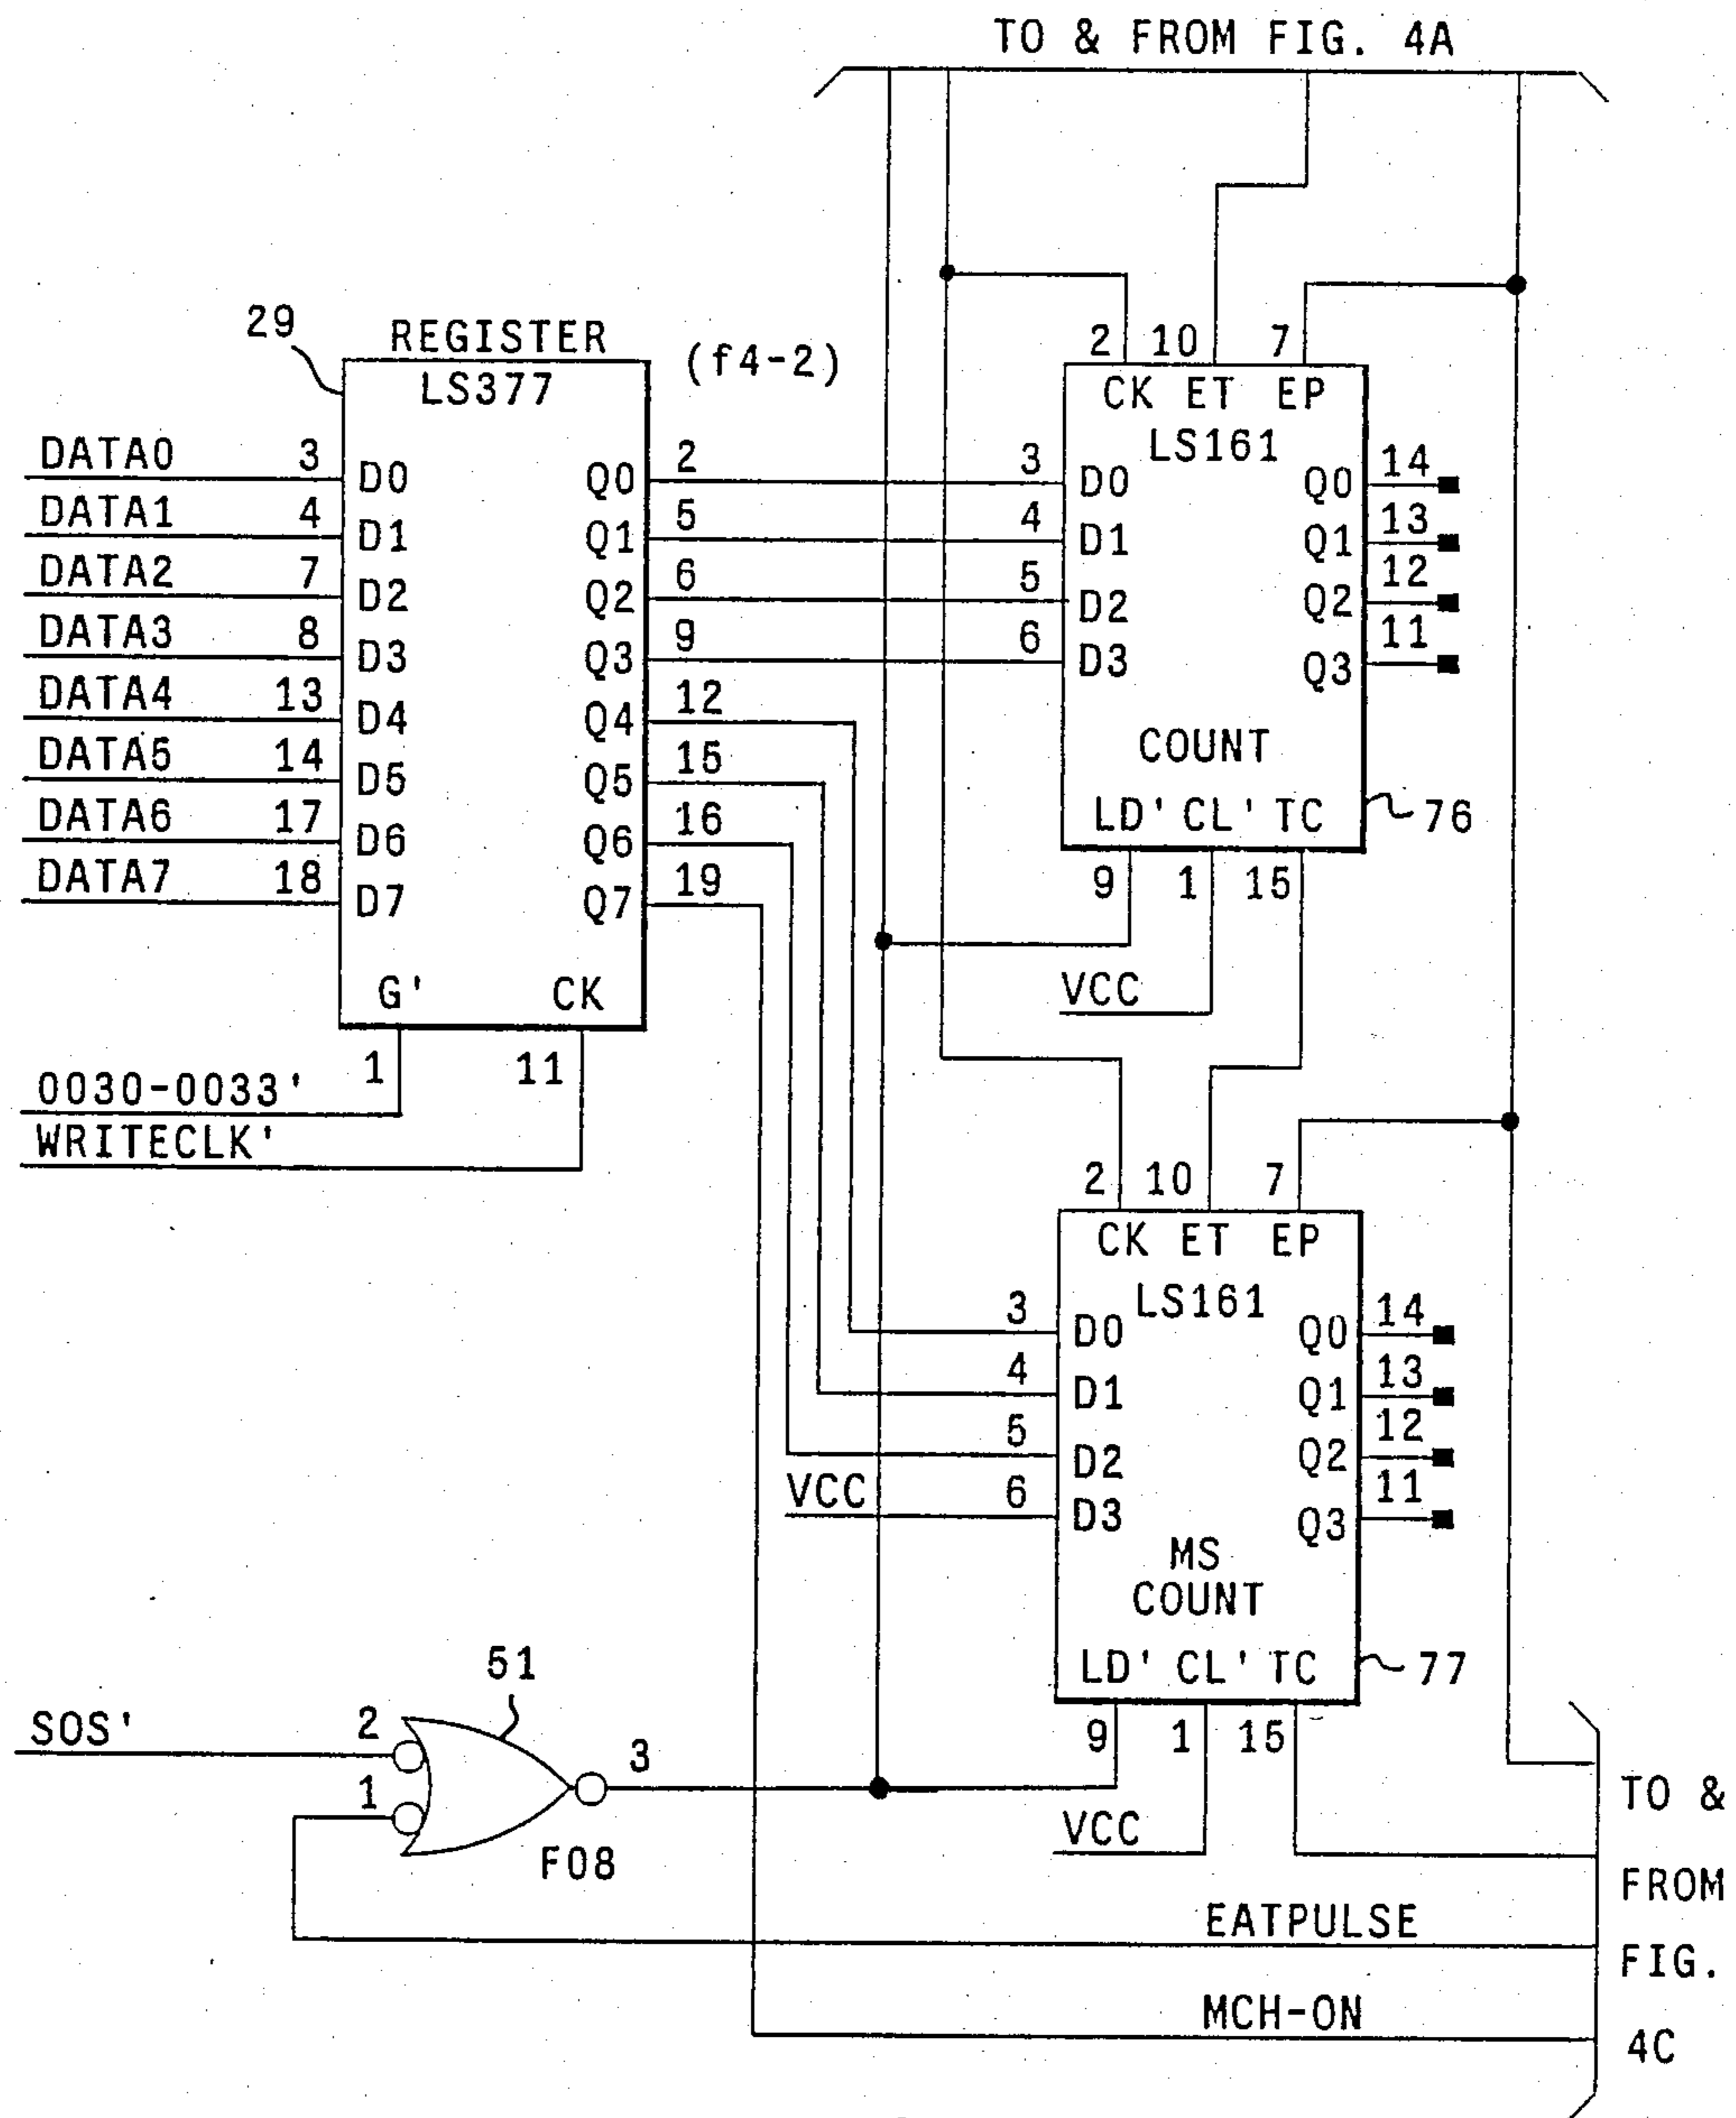 TO & FROM FIG. 4A
29
REGISTER
LS377
(f4-2)
DATA0 3 D0 Q0 2
DATA1 4 D1 Q1 5
DATA2 7 D2 Q2 6
DATA3 8 D3 Q3 9
DATA4 13 D4 Q4 12
DATA5 14 D5 Q5 15
DATA6 17 D6 Q6 16
DATA7 18 D7 Q7 19
G' CK
1 11
0030-0033'
WRITECLK'
2 10 7
CK ET EP
LS161
3 D0 Q0 14
4 D1 Q1 13
5 D2 Q2 12
6 D3 Q3 11
COUNT
LD' CL' TC
76
9 1 15
VCC
2 10 7
CK ET EP
LS161
3 D0 Q0 14
4 D1 Q1 13
5 D2 Q2 12
VCC 6 D3 Q3 11
MS
COUNT
LD' CL' TC
77
9 1 15
VCC
SOS' 2
1
51
3
F08
EATPULSE
MCH-ON
TO &
FROM
FIG.
4C